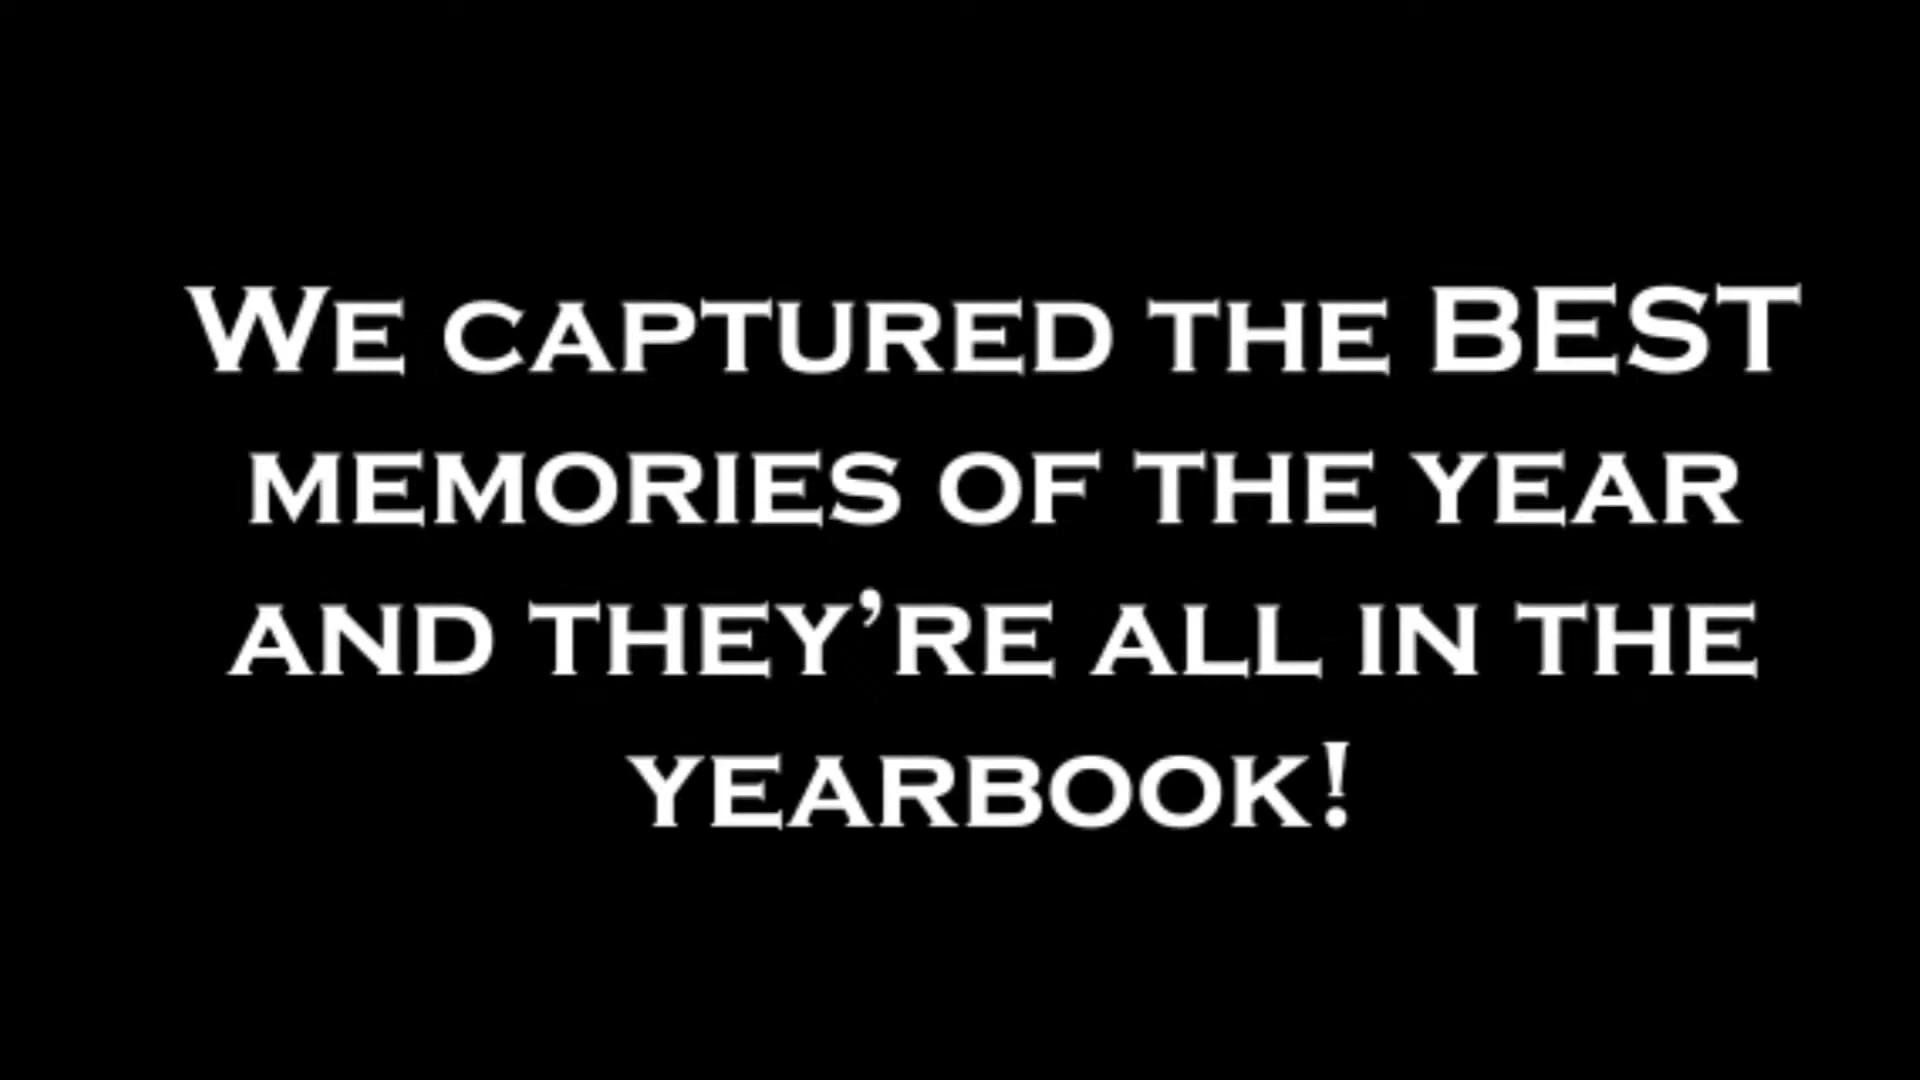 We captured the BEST
memories of the year
and they’re all in the
yearbook!